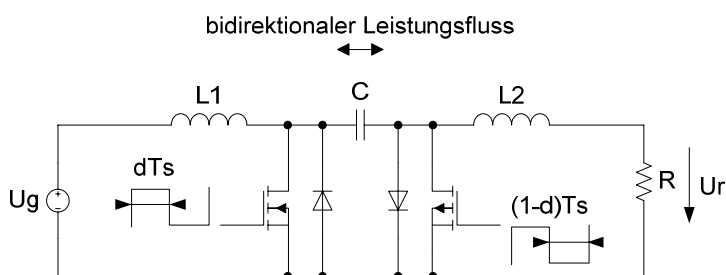 bidirektionaler Leistungsfluss
L1
C
L2
dTs
Ug
(1-d)Ts
R
Ur